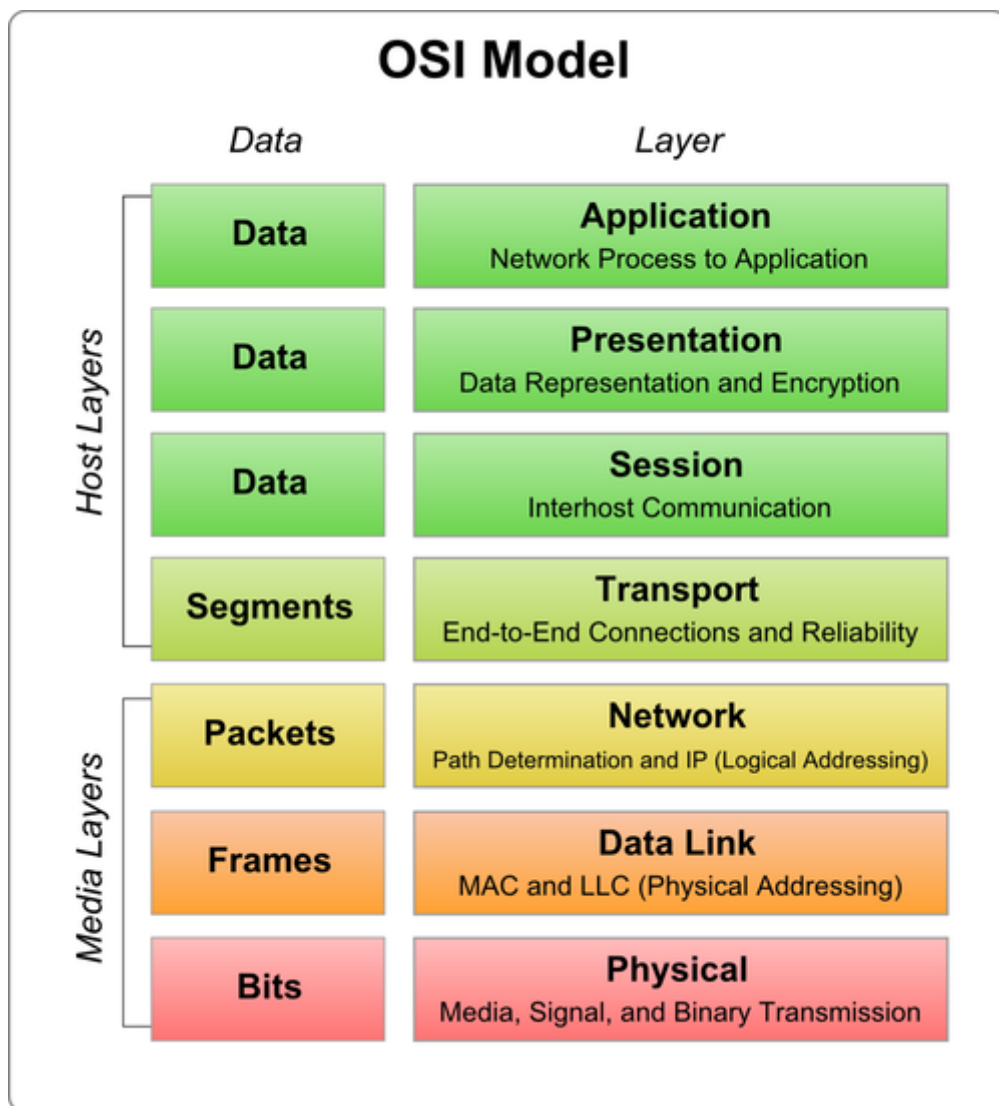 OSI Model
Data
Layer
Host Layers
Data
Application
Network Process to Application
Data
Presentation
Data Representation and Encryption
Data
Session
Interhost Communication
Segments
Transport
End-to-End Connections and Reliability
Media Layers
Packets
Network
Path Determination and IP (Logical Addressing)
Frames
Data Link
MAC and LLC (Physical Addressing)
Bits
Physical
Media, Signal, and Binary Transmission